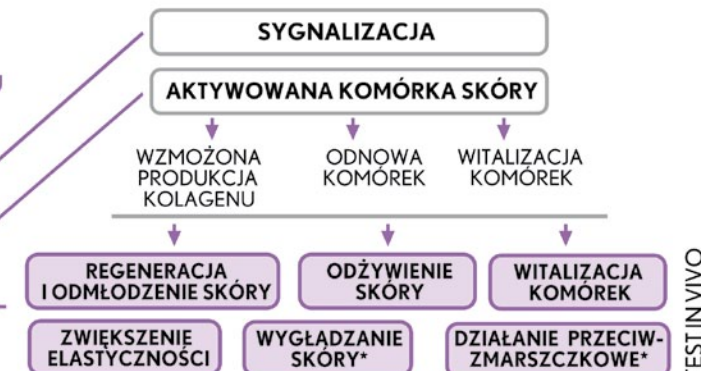 SYGNALIZACJA
AKTYWOWANA KOMÓRKA SKÓRY
WZMOŻONA
PRODUKCJA
KOLAGENU
ODNOWA
KOMÓREK
WITALIZACJA
KOMÓREK
REGENERACJA
I ODMŁODZENIE SKÓRY
ODŻYWIENIE
SKÓRY
WITALIZACJA
KOMÓREK
ZWIĘKSZENIE
ELASTYCZNOŚCI
WYGŁĄDZANIE
SKÓRY*
DZIAŁANIE PRZECIW-
ZMARSZCZKOWE*
TEST IN VIVO